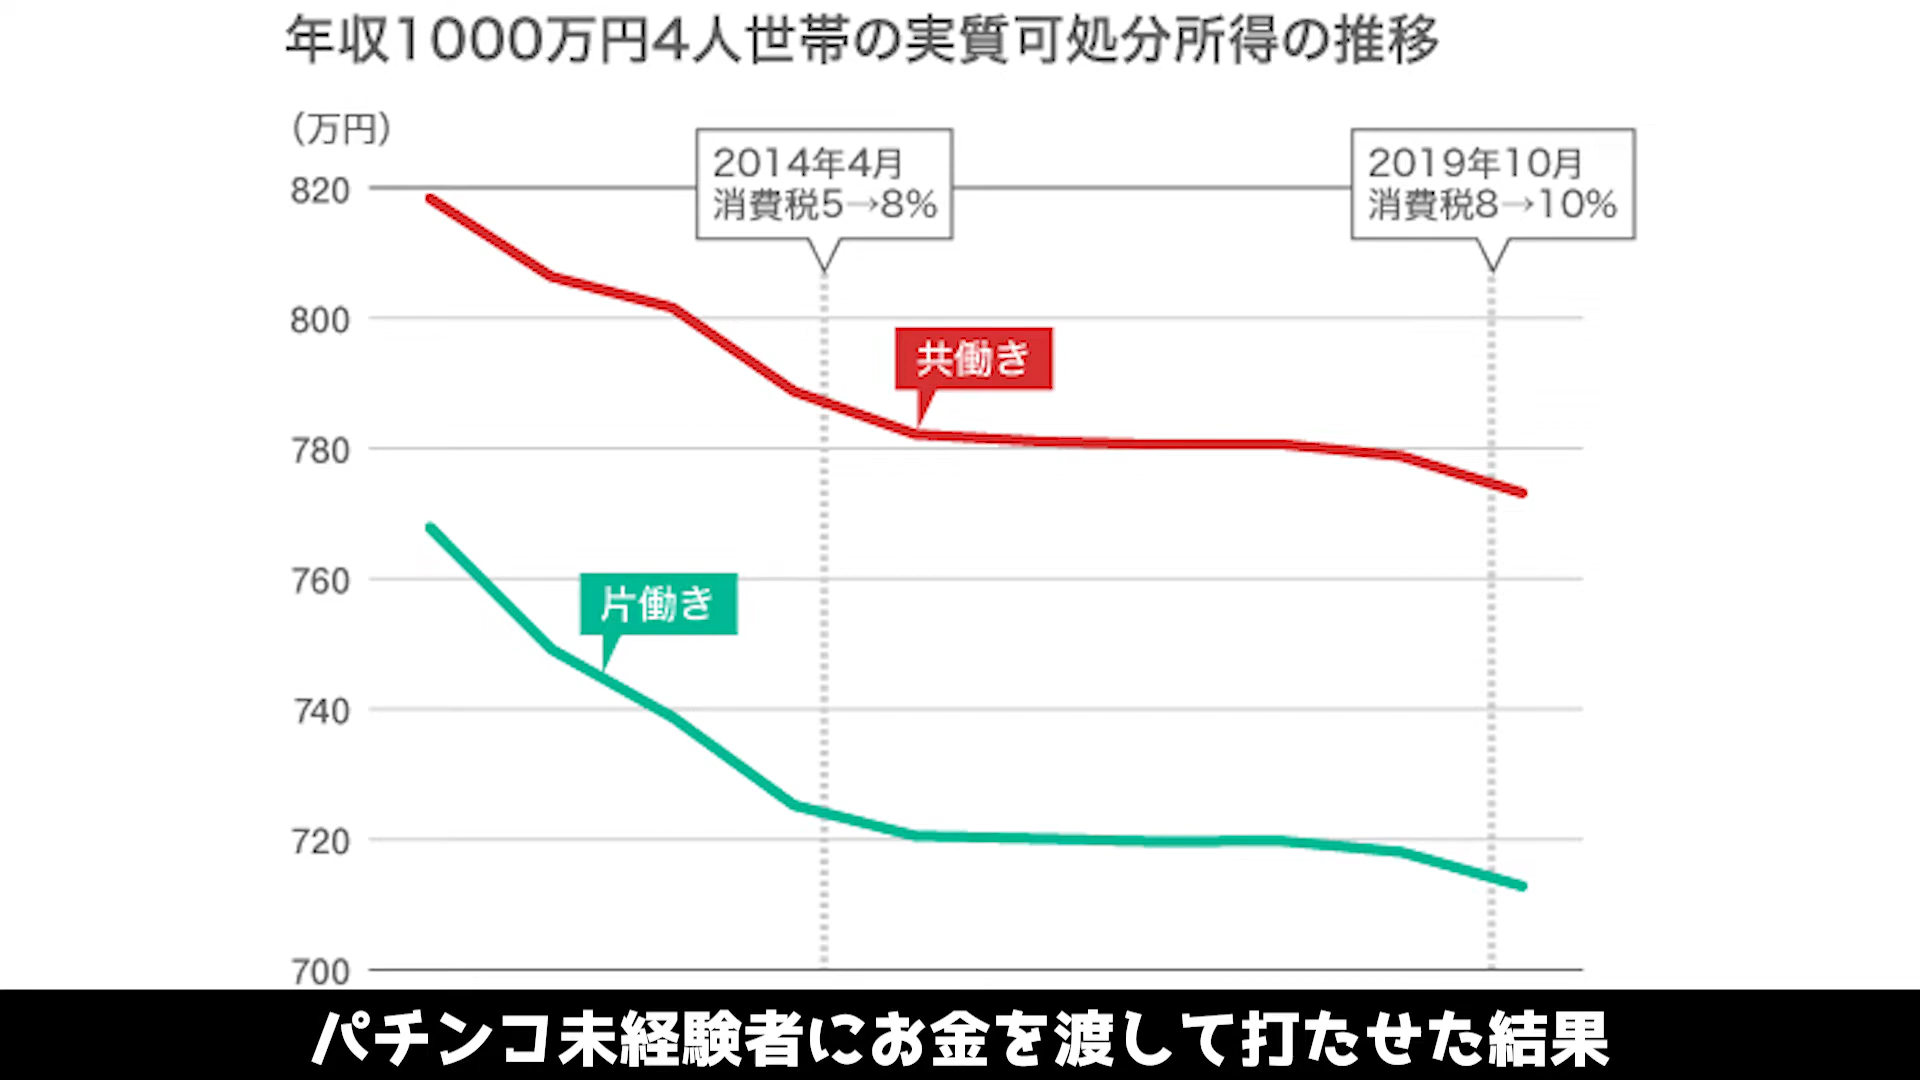 年収1000万円4人世帯の実質可処分所得の推移
(万円)
2014年4月
消費税5→8%
2019年10月
消費税8→10%
820
800
共働き
780
760
片働き
740
720
700
パチンコ未経験者にお金を渡して打たせた結果